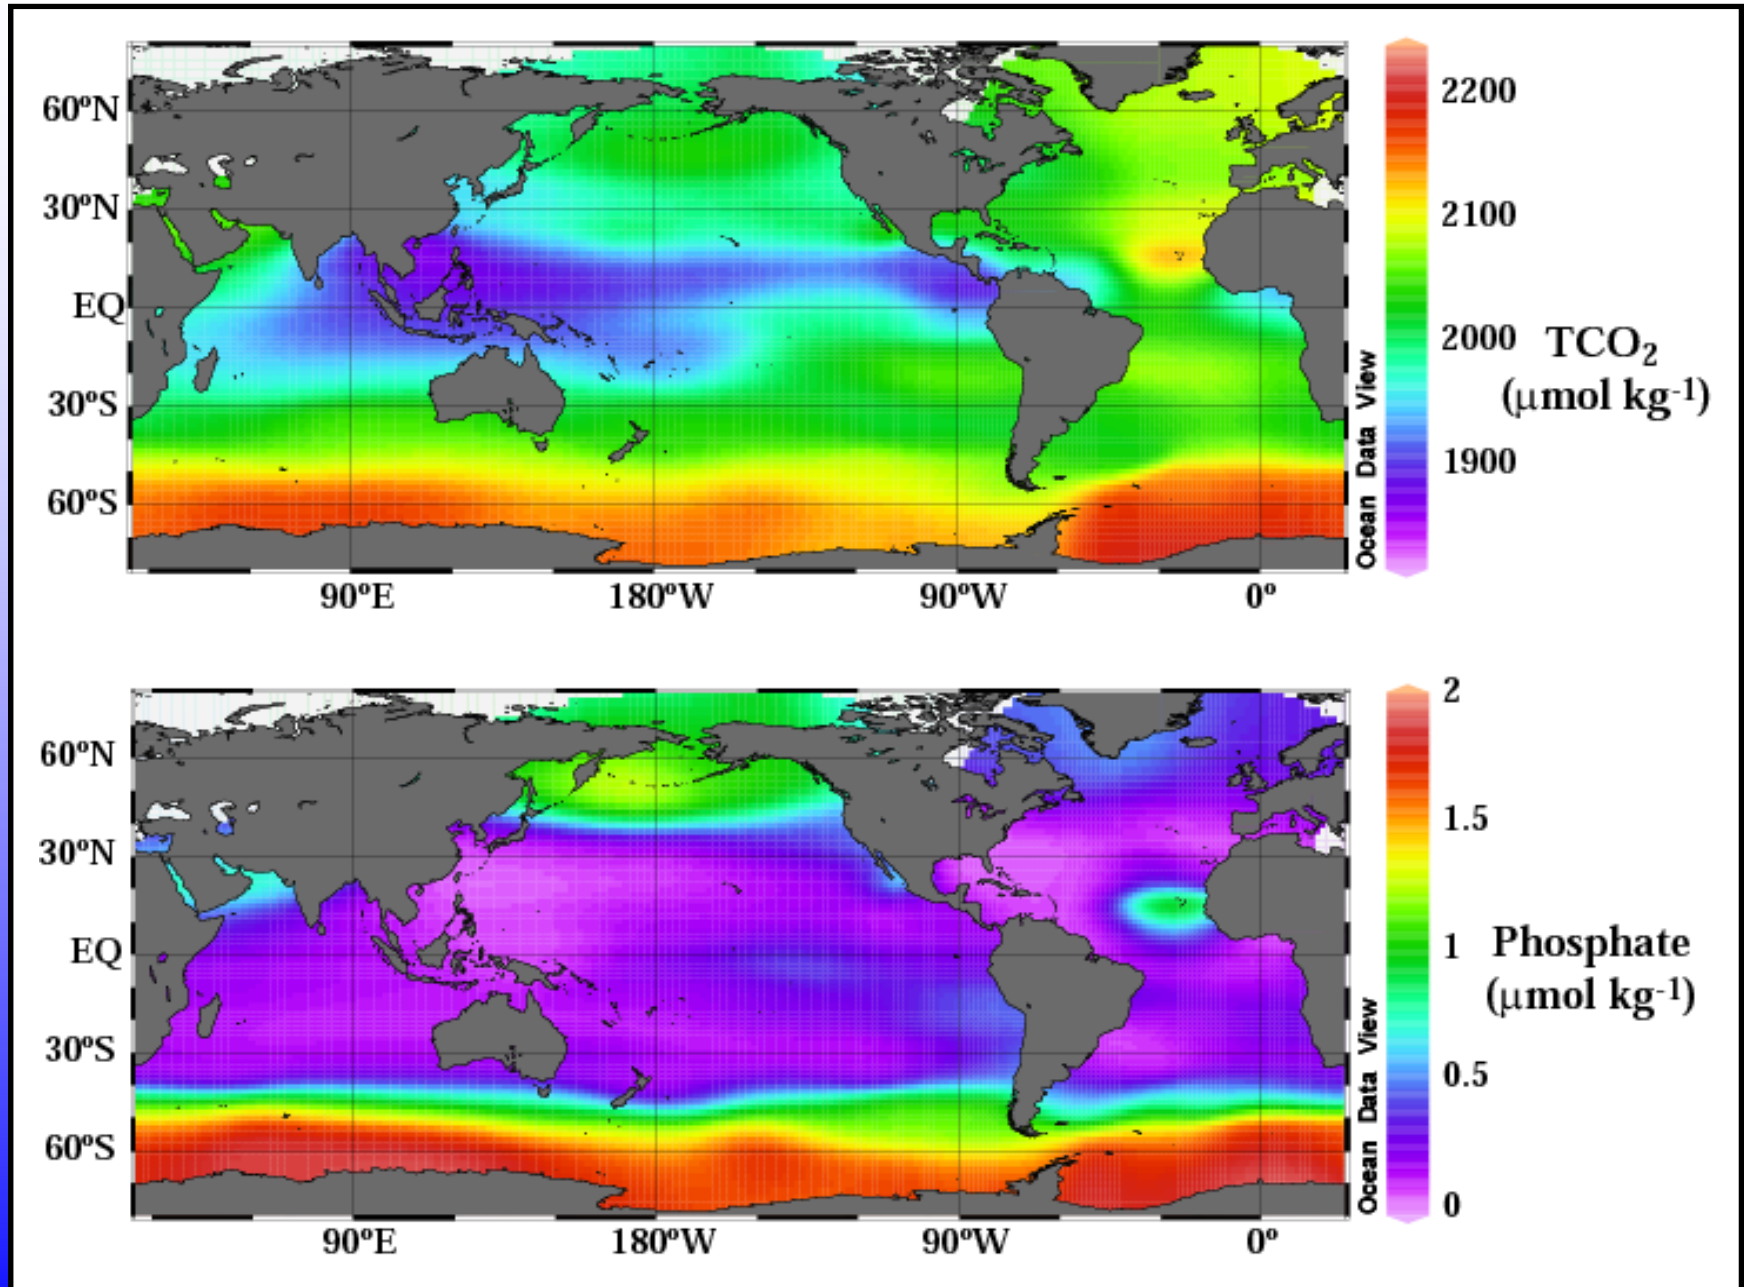 60ºN
30ºN
EQ
30ºS
60ºS
90ºE
180ºW
90ºW
0º
Ocean Data View
2200
2100
2000
1900
TCO₂
(µmol kg⁻¹)
60ºN
30ºN
EQ
30ºS
60ºS
90ºE
180ºW
90ºW
0º
Ocean Data View
2
1.5
1
0.5
0
Phosphate
(µmol kg⁻¹)